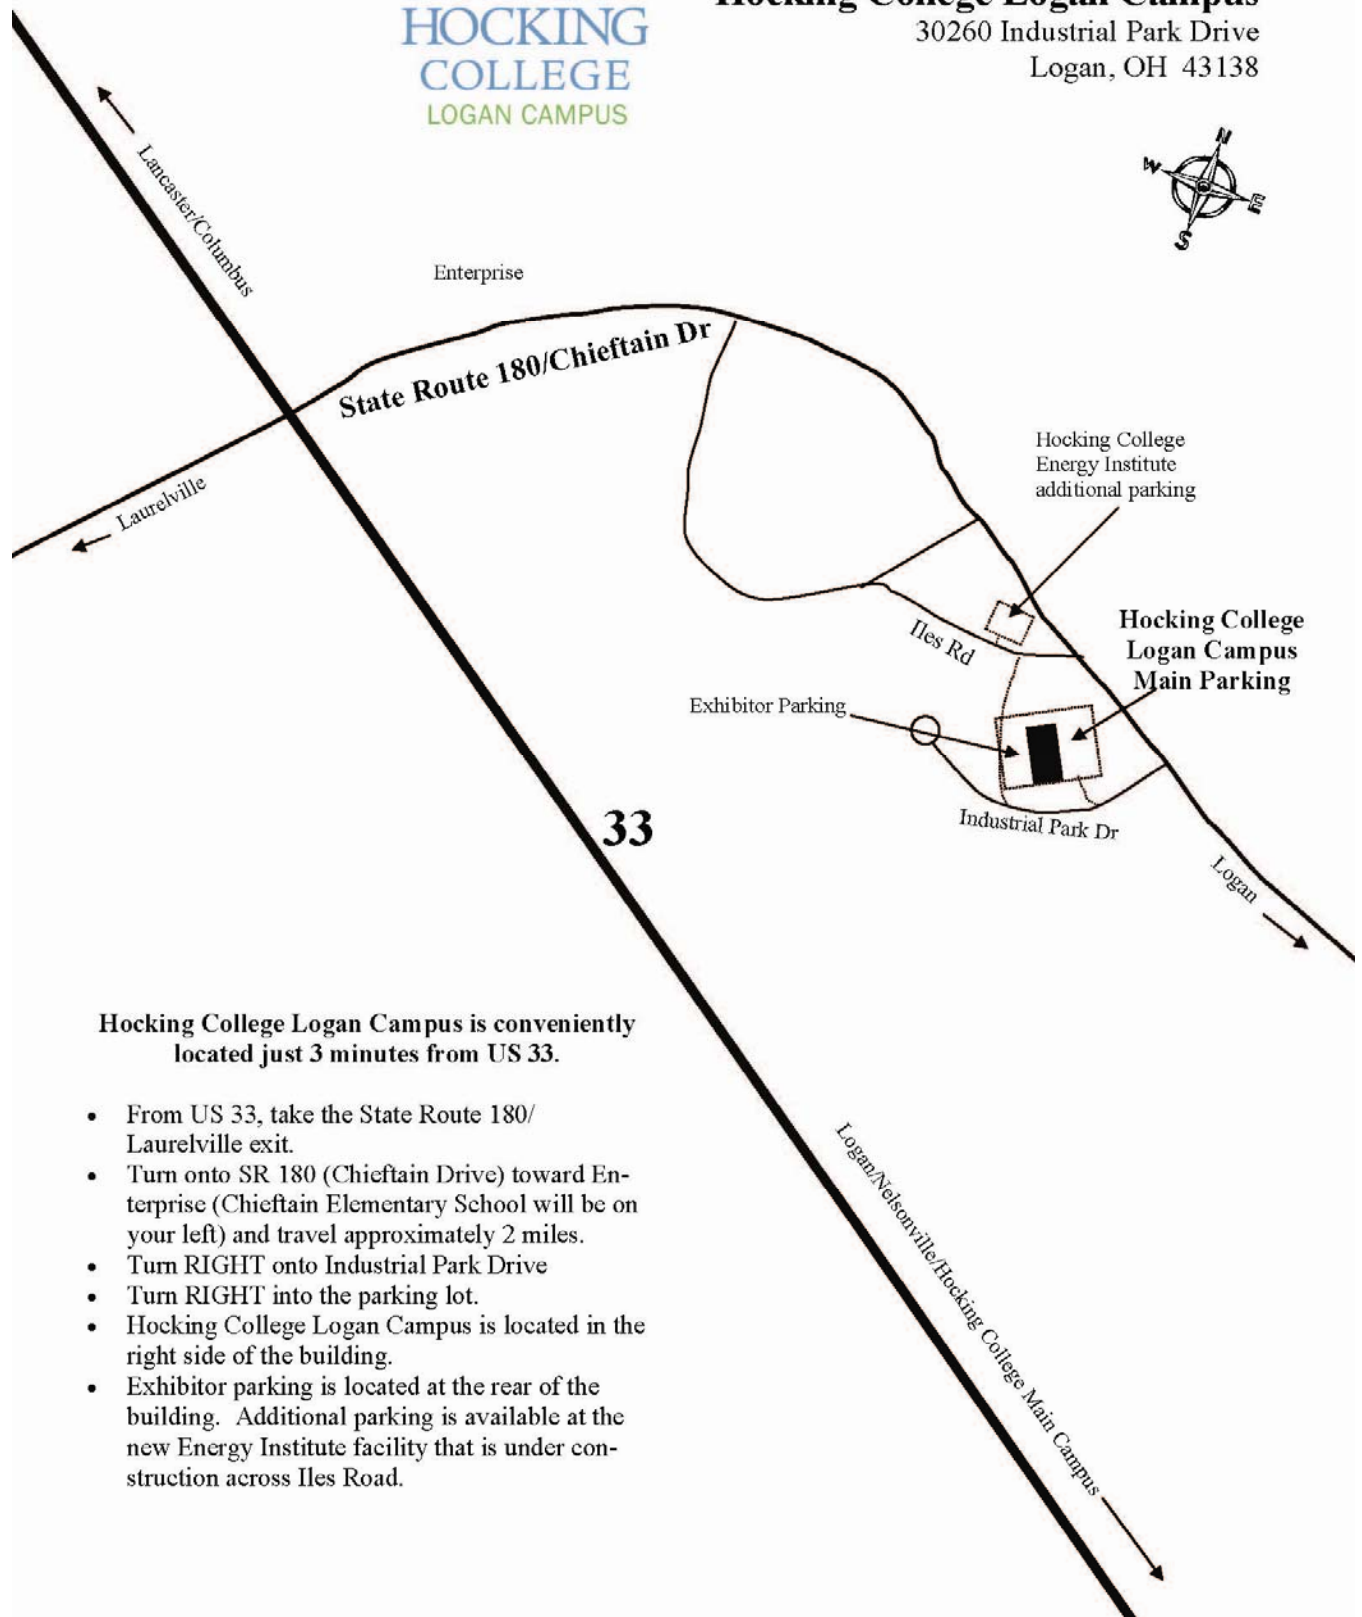 Hocking College Logan Campus
30260 Industrial Park Drive
Logan, OH 43138
HOCKING
COLLEGE
LOGAN CAMPUS
N
W
E
S
Lancaster/Columbus
Enterprise
State Route 180/Chieftain Dr
Laurelville
Hocking College
Energy Institute
additional parking
Iles Rd
Hocking College
Logan Campus
Main Parking
Exhibitor Parking
33
Industrial Park Dr
Logan
Hocking College Logan Campus is conveniently
located just 3 minutes from US 33.
• From US 33, take the State Route 180/
Laurelville exit.
• Turn onto SR 180 (Chieftain Drive) toward En-
terprise (Chieftain Elementary School will be on
your left) and travel approximately 2 miles.
• Turn RIGHT onto Industrial Park Drive
• Turn RIGHT into the parking lot.
• Hocking College Logan Campus is located in the
right side of the building.
• Exhibitor parking is located at the rear of the
building.  Additional parking is available at the
new Energy Institute facility that is under con-
struction across Iles Road.
Logan/Nelsonville/Hocking College Main Campus